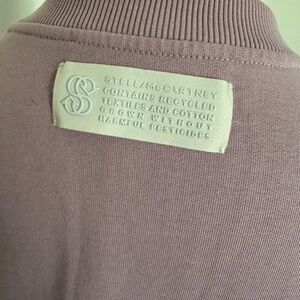 STELLA McCARTNEY
CONTAINS RECYCLED
TEXTILES AND COTTON
GROWN WITHOUT
HARMFUL PESTICIDES